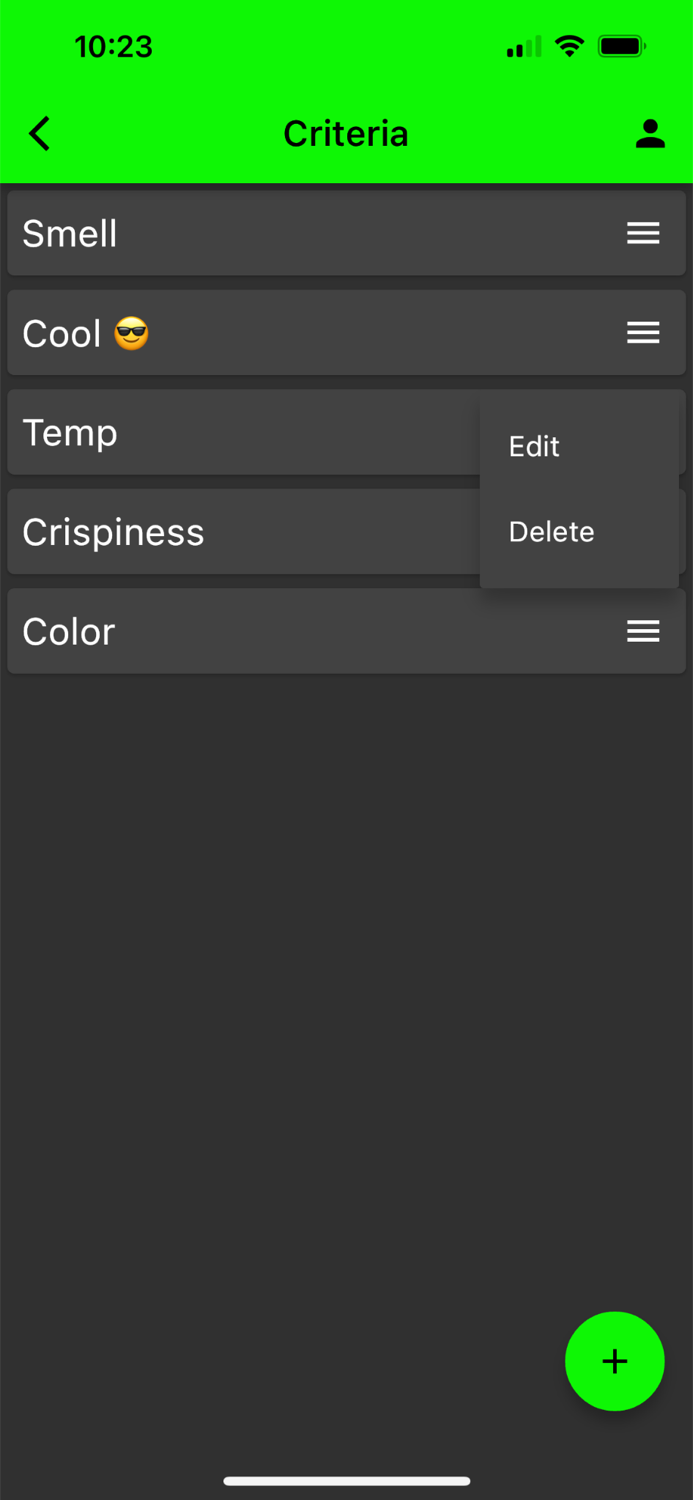 10:23
Criteria
Smell
Cool 😎
Temp
Edit
Crispiness
Delete
Color
+